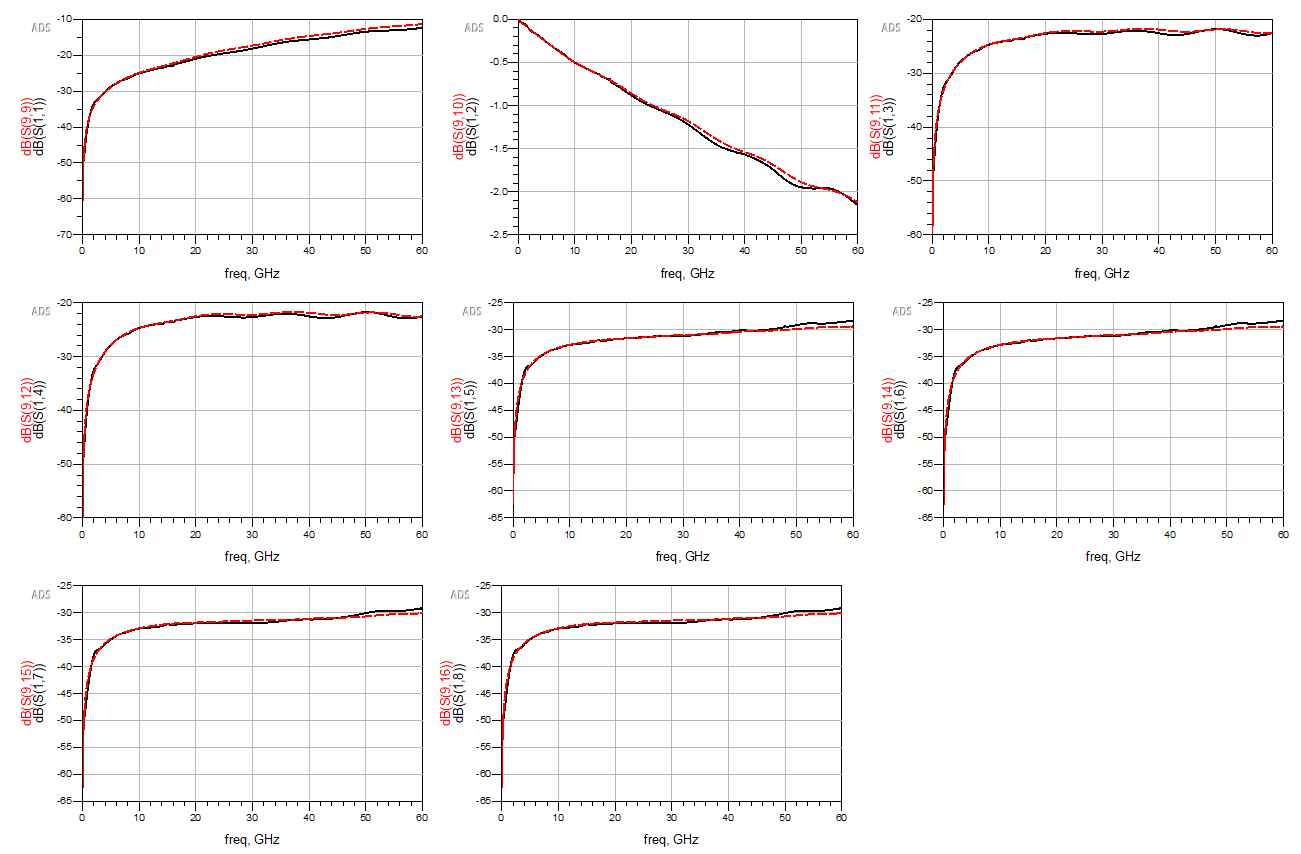 ADS
dB(S(9,9))
dB(S(1,1))
-10
-20
-30
-40
-50
-60
-70
0 10 20 30 40 50 60
freq, GHz
ADS
dB(S(9,10))
dB(S(1,2))
0.0
-0.5
-1.0
-1.5
-2.0
-2.5
0 10 20 30 40 50 60
freq, GHz
ADS
dB(S(9,11))
dB(S(1,3))
-20
-30
-40
-50
-60
0 10 20 30 40 50 60
freq, GHz
ADS
dB(S(9,12))
dB(S(1,4))
-20
-30
-40
-50
-60
0 10 20 30 40 50 60
freq, GHz
ADS
dB(S(9,13))
dB(S(1,5))
-25
-30
-35
-40
-45
-50
-55
-60
-65
0 10 20 30 40 50 60
freq, GHz
ADS
dB(S(9,14))
dB(S(1,6))
-25
-30
-35
-40
-45
-50
-55
-60
-65
0 10 20 30 40 50 60
freq, GHz
ADS
dB(S(9,15))
dB(S(1,7))
-25
-30
-35
-40
-45
-50
-55
-60
-65
0 10 20 30 40 50 60
freq, GHz
ADS
dB(S(9,16))
dB(S(1,8))
-25
-30
-35
-40
-45
-50
-55
-60
-65
0 10 20 30 40 50 60
freq, GHz